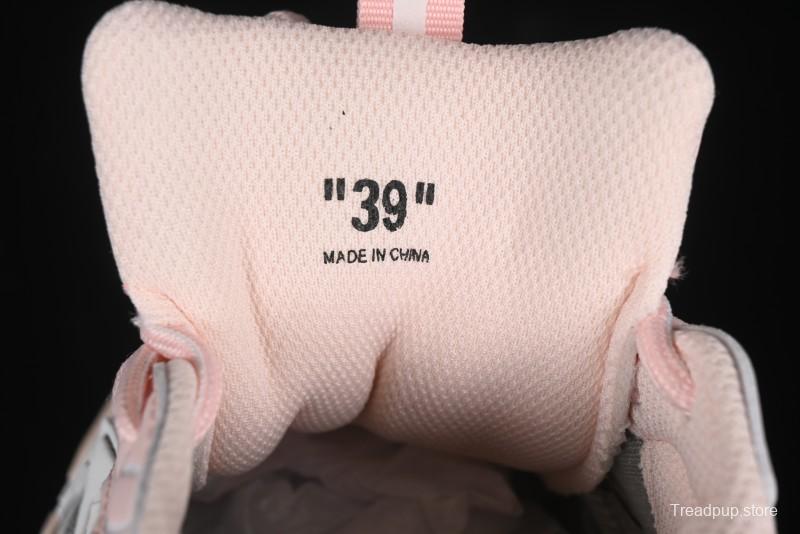 "39"
MADE IN CHINA
Treadpup.store